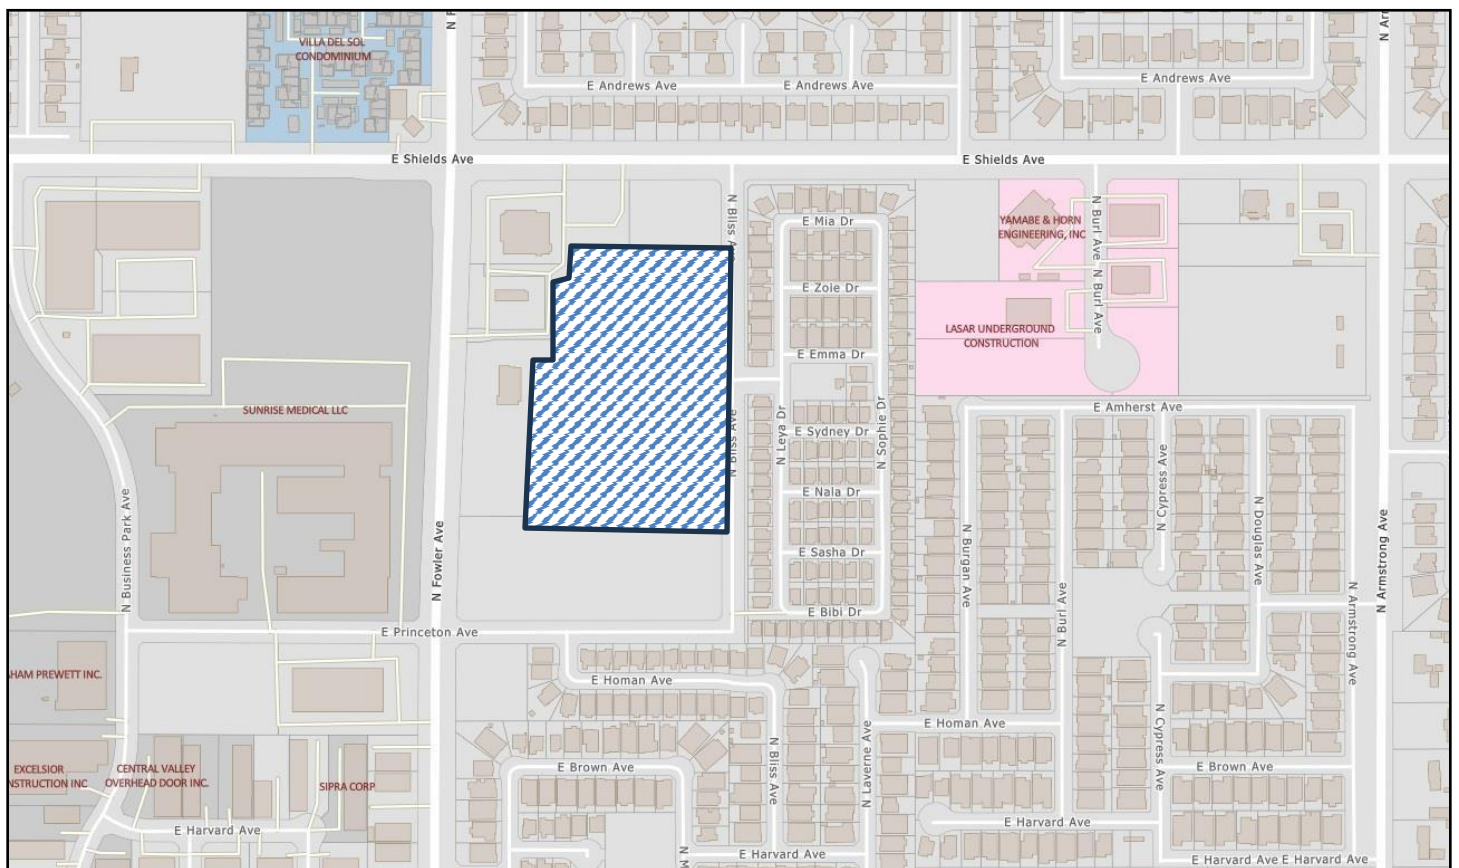 VILLA DEL SOL
CONDOMINIUM
E Andrews Ave
E Andrews Ave
E Andrews Ave
E Shields Ave
E Shields Ave
N Bliss A
E Mia Dr
YAMABE & HORN
ENGINEERING, INC
N Burl Ave
N Burl Ave
E Zoie Dr
LASAR UNDERGROUND
CONSTRUCTION
E Emma Dr
SUNRISE MEDICAL LLC
E Amherst Ave
N Leya Dr
N Sophie Dr
N Bliss Ave
E Sydney Dr
N Cypress Ave
E Nala Dr
N Douglas Ave
N Business Park Ave
N Fowler Ave
N Burgan Ave
N Armstrong Ave
E Sasha Dr
N Burl Ave
N Armstrong Ave
E Bibi Dr
E Princeton Ave
HAM PREWETT INC.
E Homan Ave
E Homan Ave
N Cypress Ave
N Bliss Ave
N Laverne Ave
E Brown Ave
E Brown Ave
EXCELSIOR
NSTRUCTION INC
CENTRAL VALLEY
OVERHEAD DOOR INC.
SIPRA CORP
E Harvard Ave
E Harvard Ave
E Harvard Ave
E Harvard Ave
E Harvard Ave